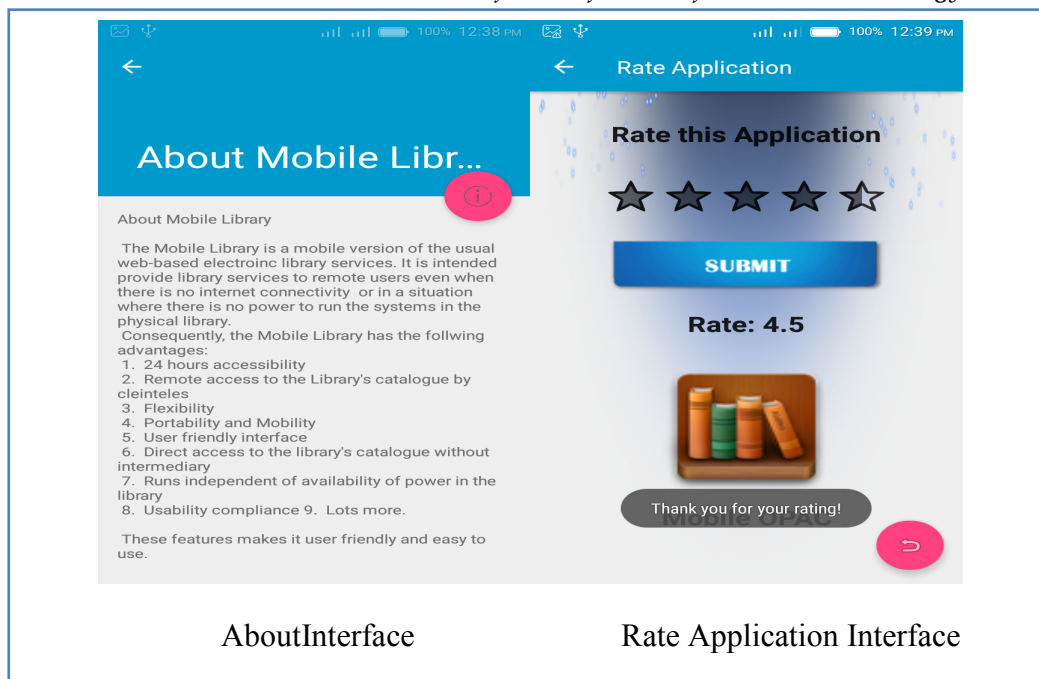 100% 12:38 PM
About Mobile Libr...
About Mobile Library
The Mobile Library is a mobile version of the usual
web-based electroinc library services. It is intended
provide library services to remote users even when
there is no internet connectivity or in a situation
where there is no power to run the systems in the
physical library.
Consequently, the Mobile Library has the follwing
advantages:
1. 24 hours accessibility
2. Remote access to the Library's catalogue by
cleinteles
3. Flexibility
4. Portability and Mobility
5. User friendly interface
6. Direct access to the library's catalogue without
intermediary
7. Runs independent of availability of power in the
library
8. Usability compliance 9. Lots more.
These features makes it user friendly and easy to
use.
AboutInterface
100% 12:39 PM
Rate Application
Rate this Application
SUBMIT
Rate: 4.5
Thank you for your rating!
Mobile OPAC
Rate Application Interface